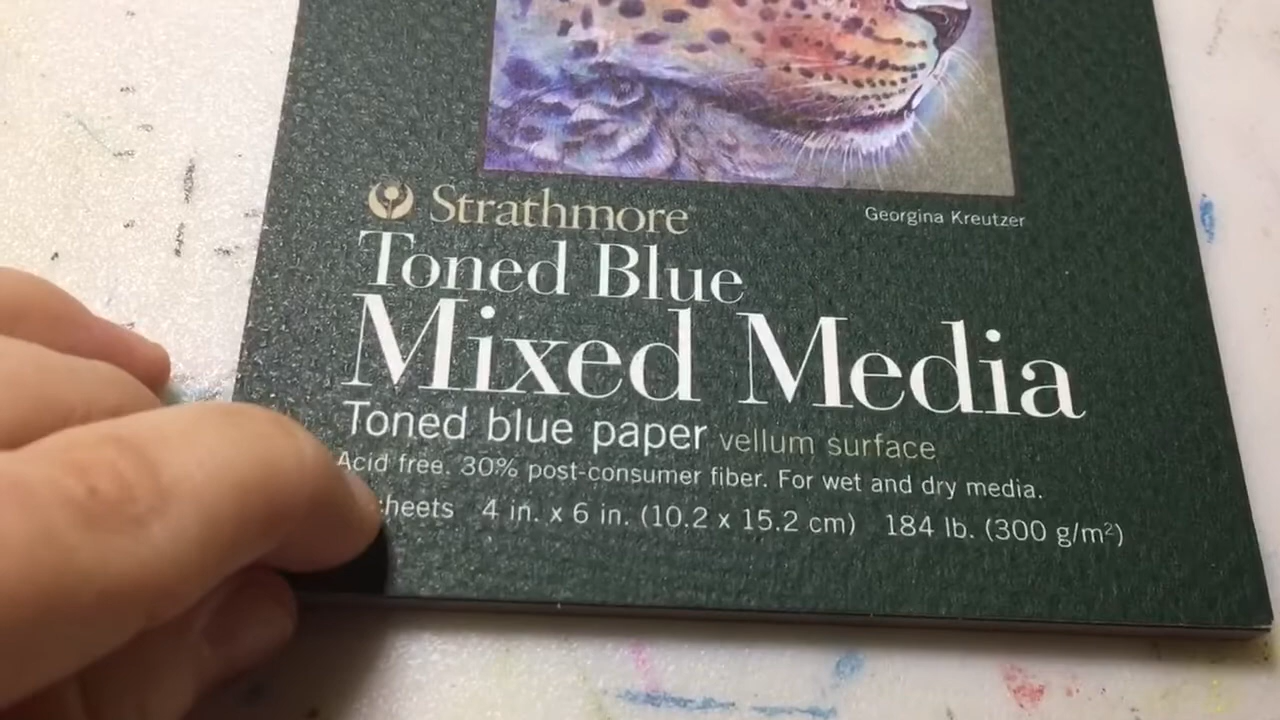 Strathmore
Georgina Kreutzer
Toned Blue
Mixed Media
Toned blue paper vellum surface
Acid free. 30% post-consumer fiber. For wet and dry media.
4 in. x 6 in. (10.2 x 15.2 cm) 184 lb. (300 g/m²)